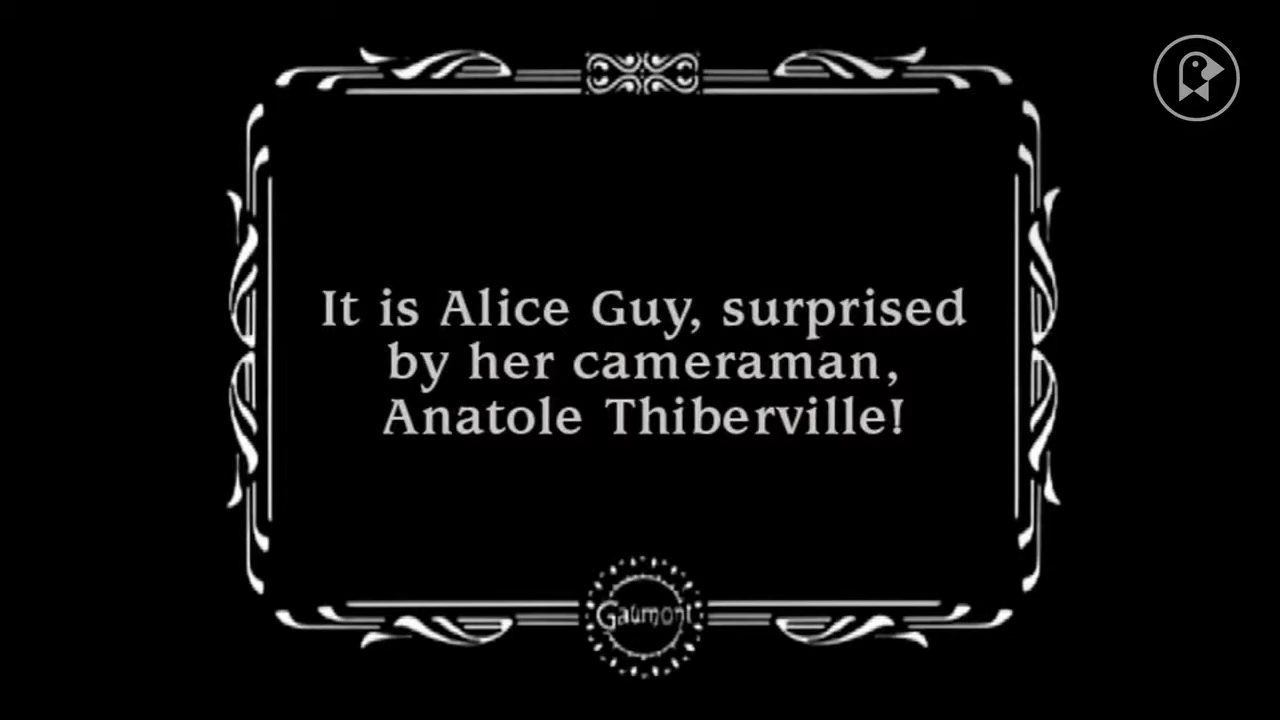 It is Alice Guy, surprised
by her cameraman,
Anatole Thiberville!
Gaumont